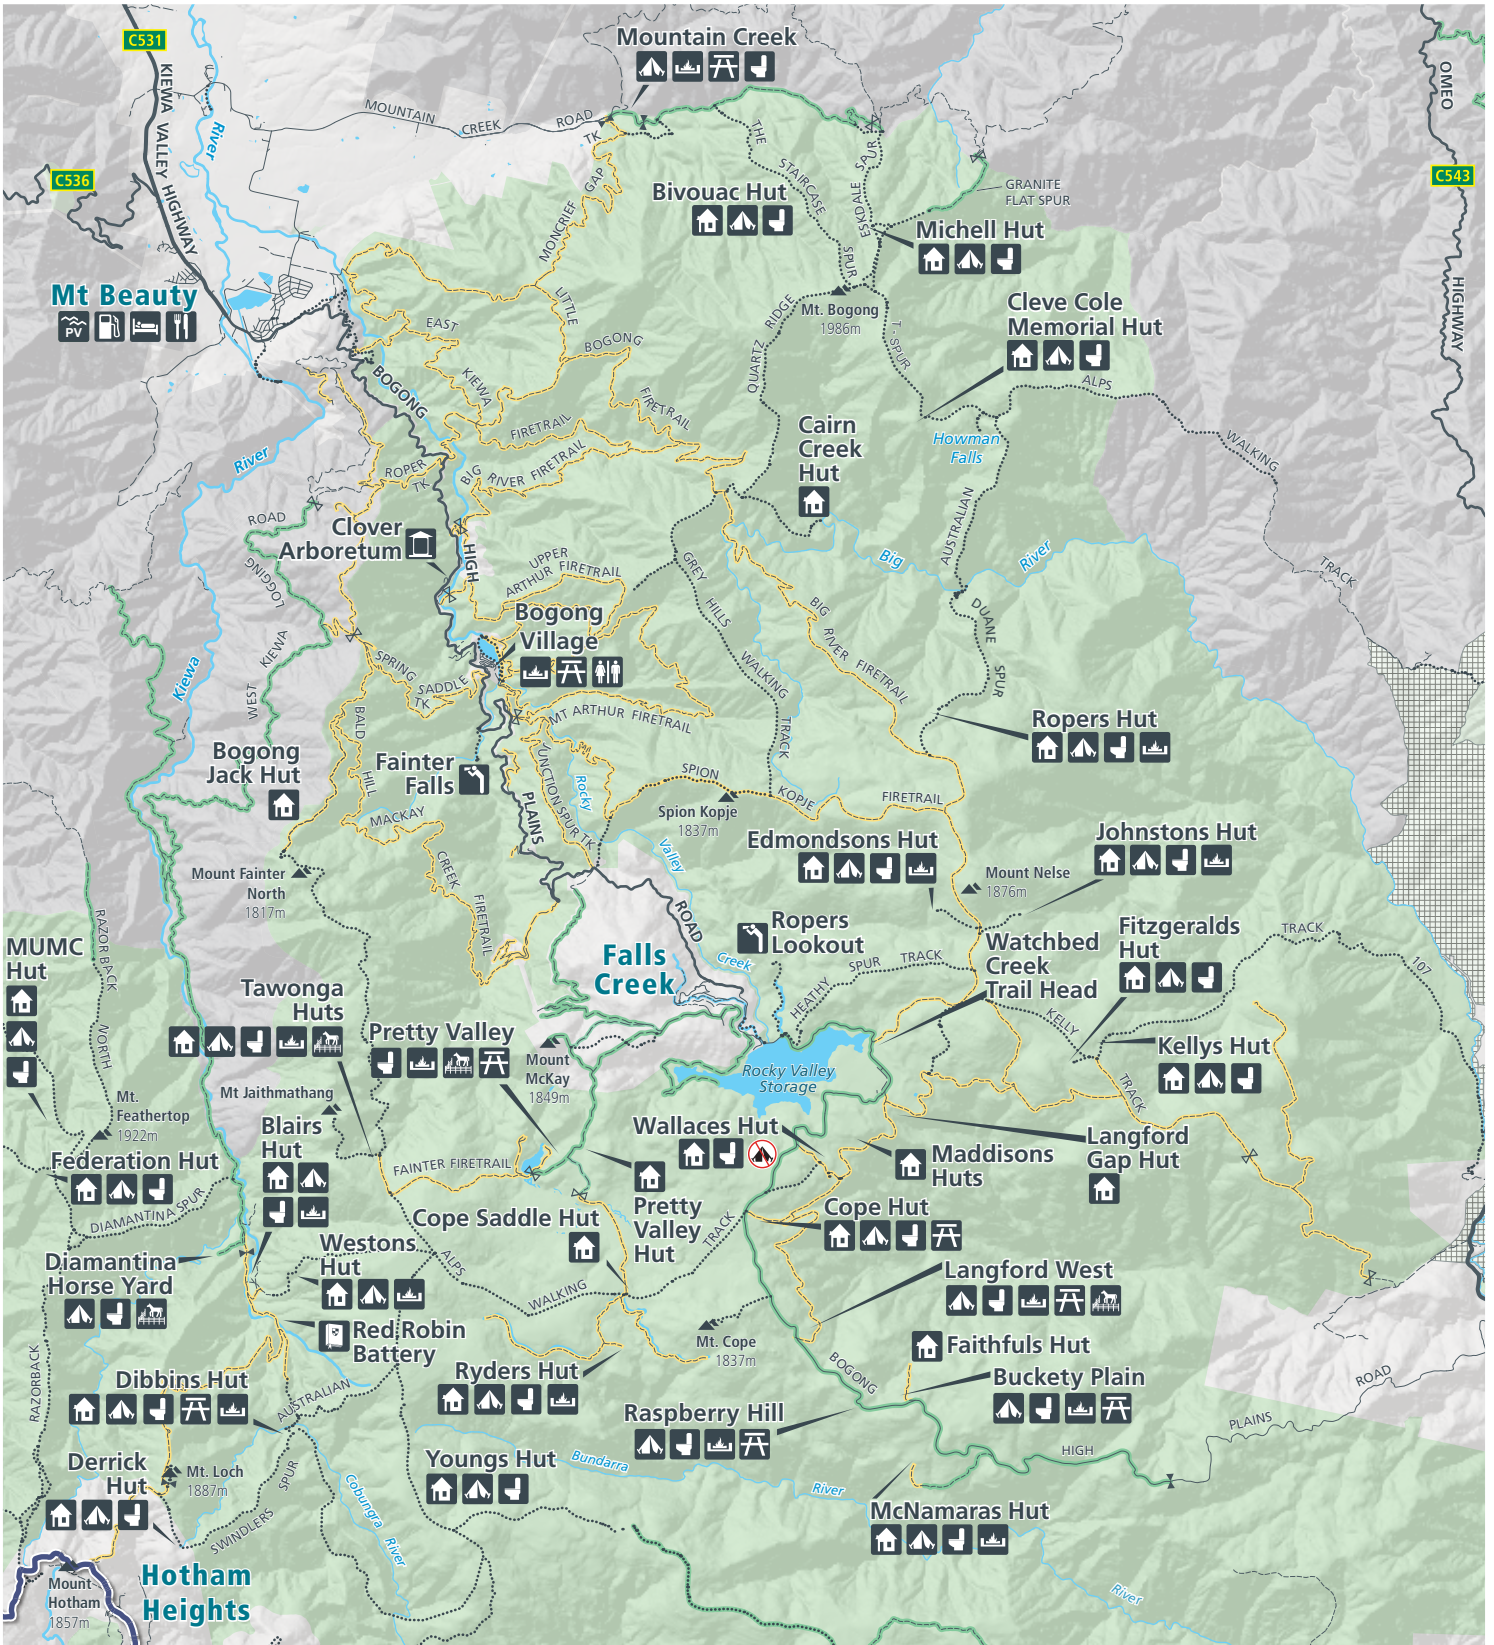 C531
Mountain Creek
KIEWA VALLEY HIGHWAY
OMEO
HIGHWAY
River
MOUNTAIN CREEK ROAD
MONCRIEF GAP TK
C536
C543
THE STAIRCASE SPUR
ESKDALE SPUR
GRANITE
FLAT SPUR
Bivouac Hut
Michell Hut
Mt Beauty
PV
Cleve Cole
Memorial Hut
Mt. Bogong
1986m
QUARTZ RIDGE
T. SPUR
EAST KIEWA FIRETRAIL
LITTLE BOGONG FIRETRAIL
BOGONG HIGH PLAINS ROAD
ALPS
WALKING
TRACK
Howman
Falls
Cairn
Creek
Hut
River
ROPER
TK
BIG RIVER FIRETRAIL
ROAD
LOGGING
KIEWA
WEST
Clover
Arboretum
UPPER
ARTHUR FIRETRAIL
AUSTRALIAN
Big
River
GREY HILLS WALKING TRACK
BIG RIVER FIRETRAIL
DUANE SPUR
Bogong
Village
Kiewa
SPRING SADDLE
TK
MT ARTHUR FIRETRAIL
BALD HILL
Bogong
Jack Hut
Fainter
Falls
JUNCTION SPUR TK
Rocky
Valley
Creek
Ropers Hut
SPION KOPJE FIRETRAIL
Spion Kopje
1837m
MACKAY CREEK FIRETRAIL
Edmondsons Hut
Johnstons Hut
Mount Fainter
North
1817m
Mount Nelse
1876m
RAZOR BACK NORTH
MUMC
Hut
Falls
Creek
Ropers
Lookout
Watchbed
Creek
Trail Head
Fitzgeralds
Hut
TRACK
107
HEATHY SPUR TRACK
Tawonga
Huts
Pretty Valley
Mount
McKay
1849m
Rocky Valley
Storage
KELLY
TRACK
Kellys Hut
Mt Jaithmathang
Mt.
Feathertop
1922m
Blairs
Hut
Wallaces Hut
Langford
Gap Hut
Maddisons
Huts
Federation Hut
FAINTER FIRETRAIL
DIAMANTINA SPUR
Pretty
Valley
Hut
Cope Saddle Hut
Cope Hut
Diamantina
Horse Yard
Westons
Hut
ALPS
WALKING
TRACK
Langford West
Red Robin
Battery
Mt. Cope
1837m
Faithfuls Hut
Buckety Plain
RAZORBACK
Dibbins Hut
AUSTRALIAN
Ryders Hut
BOGONG
HIGH
PLAINS
ROAD
Raspberry Hill
Derrick
Hut
Mt. Loch
1887m
SWINDLERS SPUR
Cobungra River
Youngs Hut
Bundarra
River
McNamaras Hut
Hotham
Heights
Mount
Hotham
1857m
River